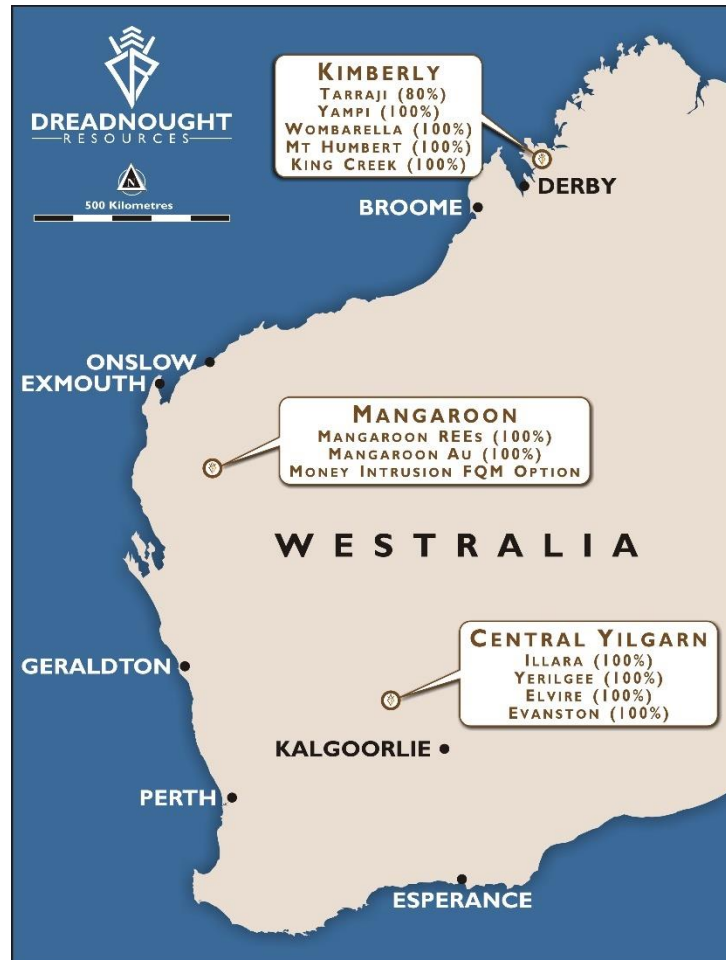 DREADNOUGHT
RESOURCES
N
500 Kilometres
KIMBERLY
TARRAJI (80%)
YAMPI (100%)
WOMBARELLA (100%)
MT HUMBERT (100%)
KING CREEK (100%)
DERBY
BROOME
ONSLOW
EXMOUTH
MANGAROON
MANGAROON REES (100%)
MANGAROON AU (100%)
MONEY INTRUSION FQM OPTION
WESTRALIA
CENTRAL YILGARN
ILLARA (100%)
YERILGEE (100%)
ELVIRE (100%)
EVANSTON (100%)
GERALDTON
KALGOORLIE
PERTH
ESPERANCE